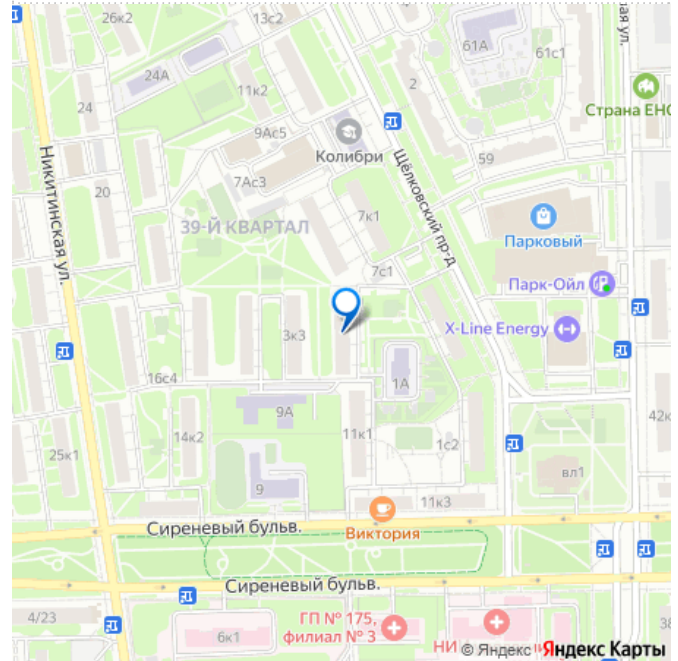 26к2
13с2
61А
61с1
ая ул.
24А
11к2
2
Страна ЕНО
24
9Ас5
Колибри
59
Никитинская ул.
7Ас3
Щёлковский пр-д
20
39-Й КВАРТАЛ
7к1
Парковый
7с1
Парк-Ойл
3к3
X-Line Energy
16с4
1А
9А
42к
14к2
11к1
1с2
25к1
9
вл1
11к3
Сиреневый бульв.
Виктория
Сиреневый бульв.
4/23
6к1
ГП № 175,
филиал № 3
НИ
38
© Яндекс
Яндекс Карты